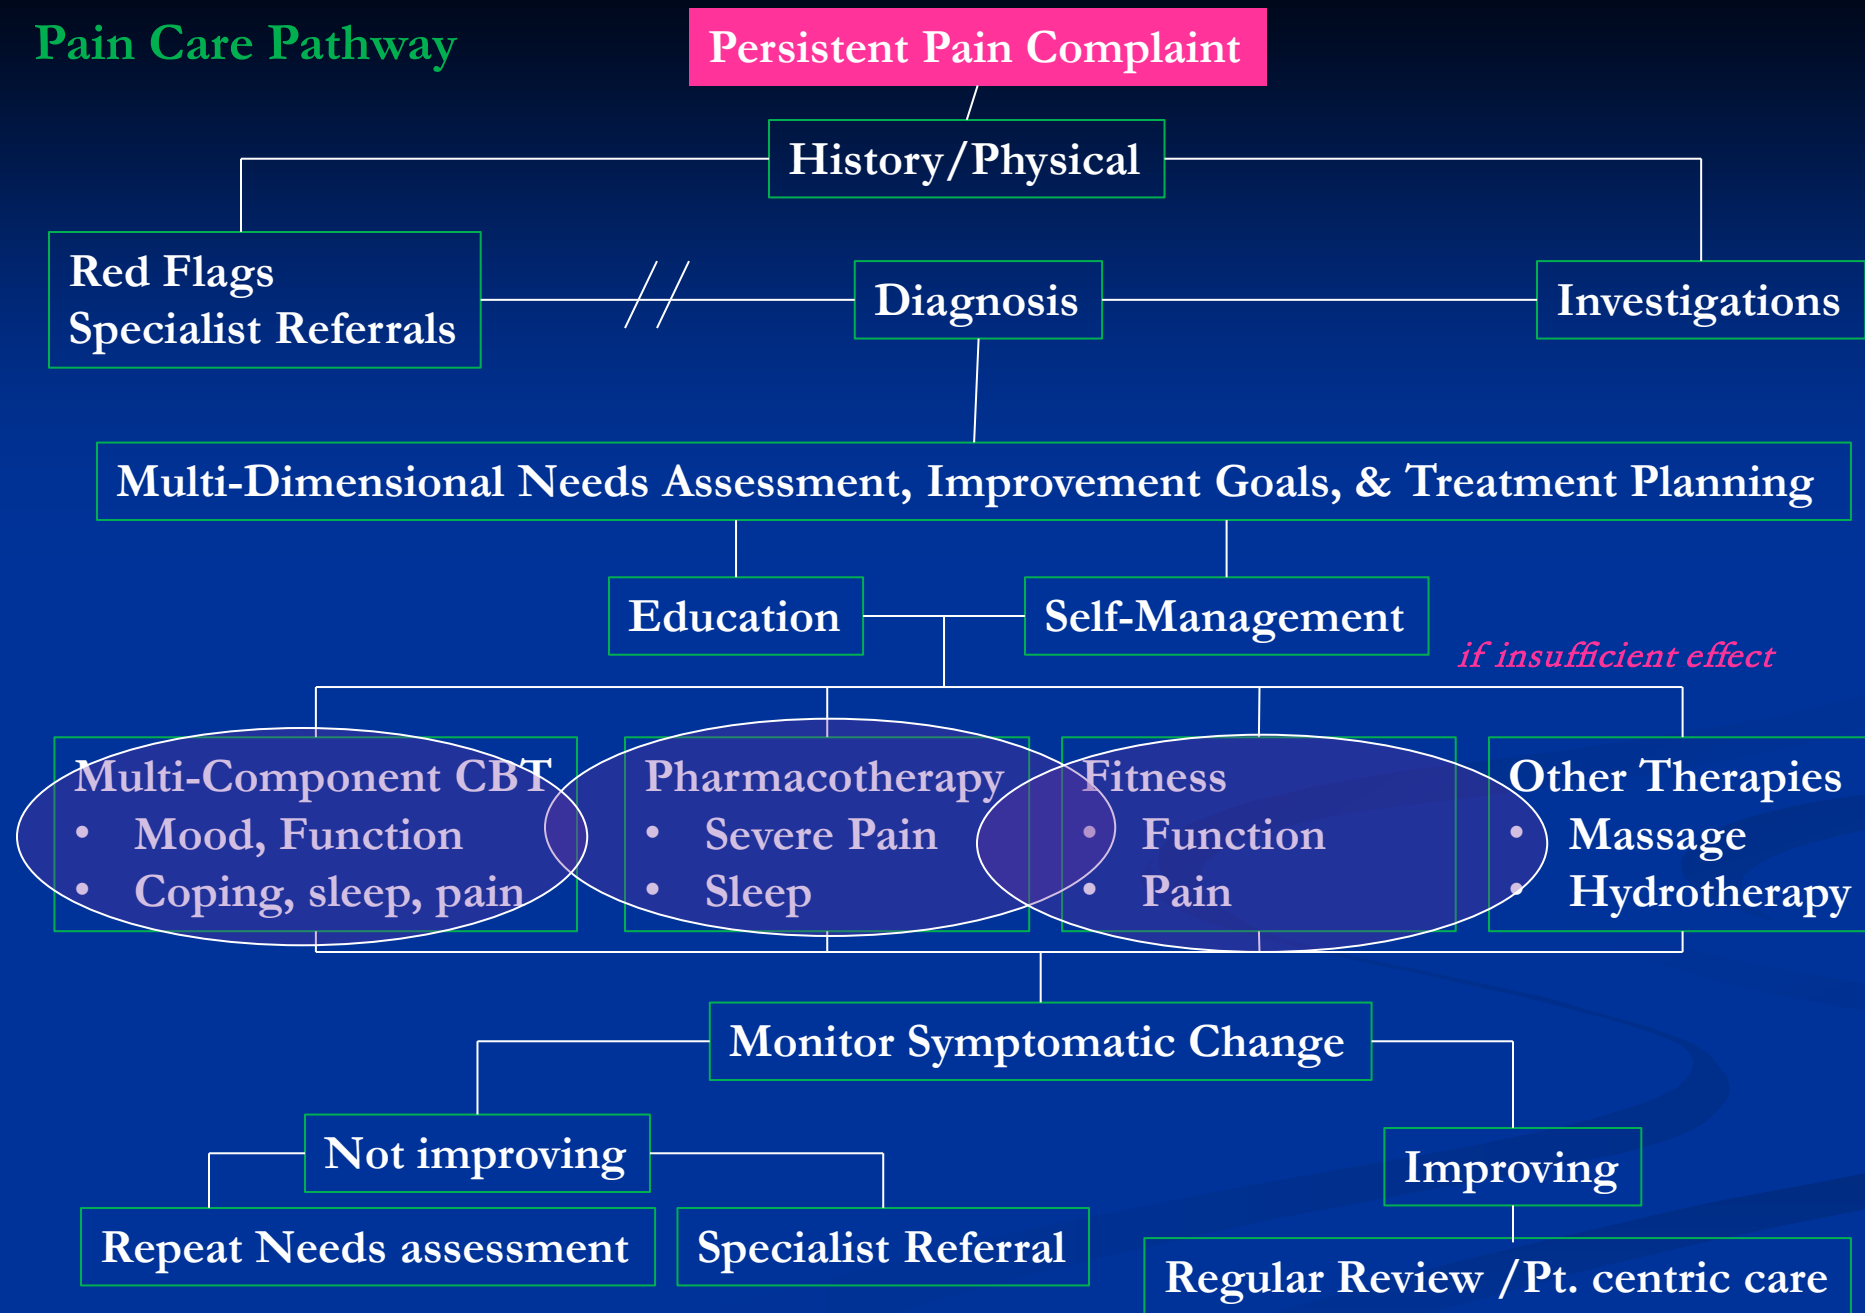 Pain Care Pathway
Persistent Pain Complaint
History/Physical
Red Flags
Specialist Referrals
Diagnosis
Investigations
Multi-Dimensional Needs Assessment, Improvement Goals, & Treatment Planning
Education
Self-Management
if insufficient effect
Multi-Component CBT
• Mood, Function
• Coping, sleep, pain
Pharmacotherapy
• Severe Pain
• Sleep
Fitness
• Function
• Pain
Other Therapies
• Massage
• Hydrotherapy
Monitor Symptomatic Change
Not improving
Improving
Repeat Needs assessment
Specialist Referral
Regular Review /Pt. centric care